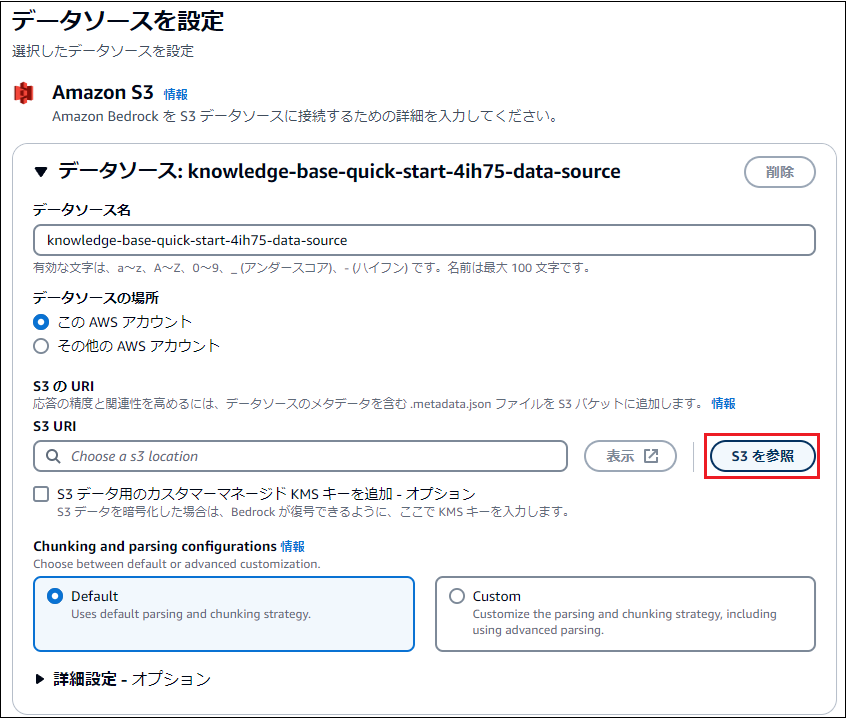 データソースを設定
選択したデータソースを設定
Amazon S3 情報
Amazon Bedrock を S3 データソースに接続するための詳細を入力してください。
データソース: knowledge-base-quick-start-4ih75-data-source
削除
データソース名
knowledge-base-quick-start-4ih75-data-source
有効な文字は、a～z、A～Z、0～9、_ (アンダースコア)、- (ハイフン) です。名前は最大 100 文字です。
データソースの場所
この AWS アカウント
その他の AWS アカウント
S3 の URI
応答の精度と関連性を高めるには、データソースのメタデータを含む .metadata.json ファイルを S3 バケットに追加します。 情報
S3 URI
Choose a s3 location
表示
S3 を参照
S3 データ用のカスタマーマネージド KMS キーを追加 - オプション
S3 データを暗号化した場合は、Bedrock が復号できるように、ここで KMS キーを入力します。
Chunking and parsing configurations 情報
Choose between default or advanced customization.
Default
Uses default parsing and chunking strategy.
Custom
Customize the parsing and chunking strategy, including
using advanced parsing.
詳細設定 - オプション